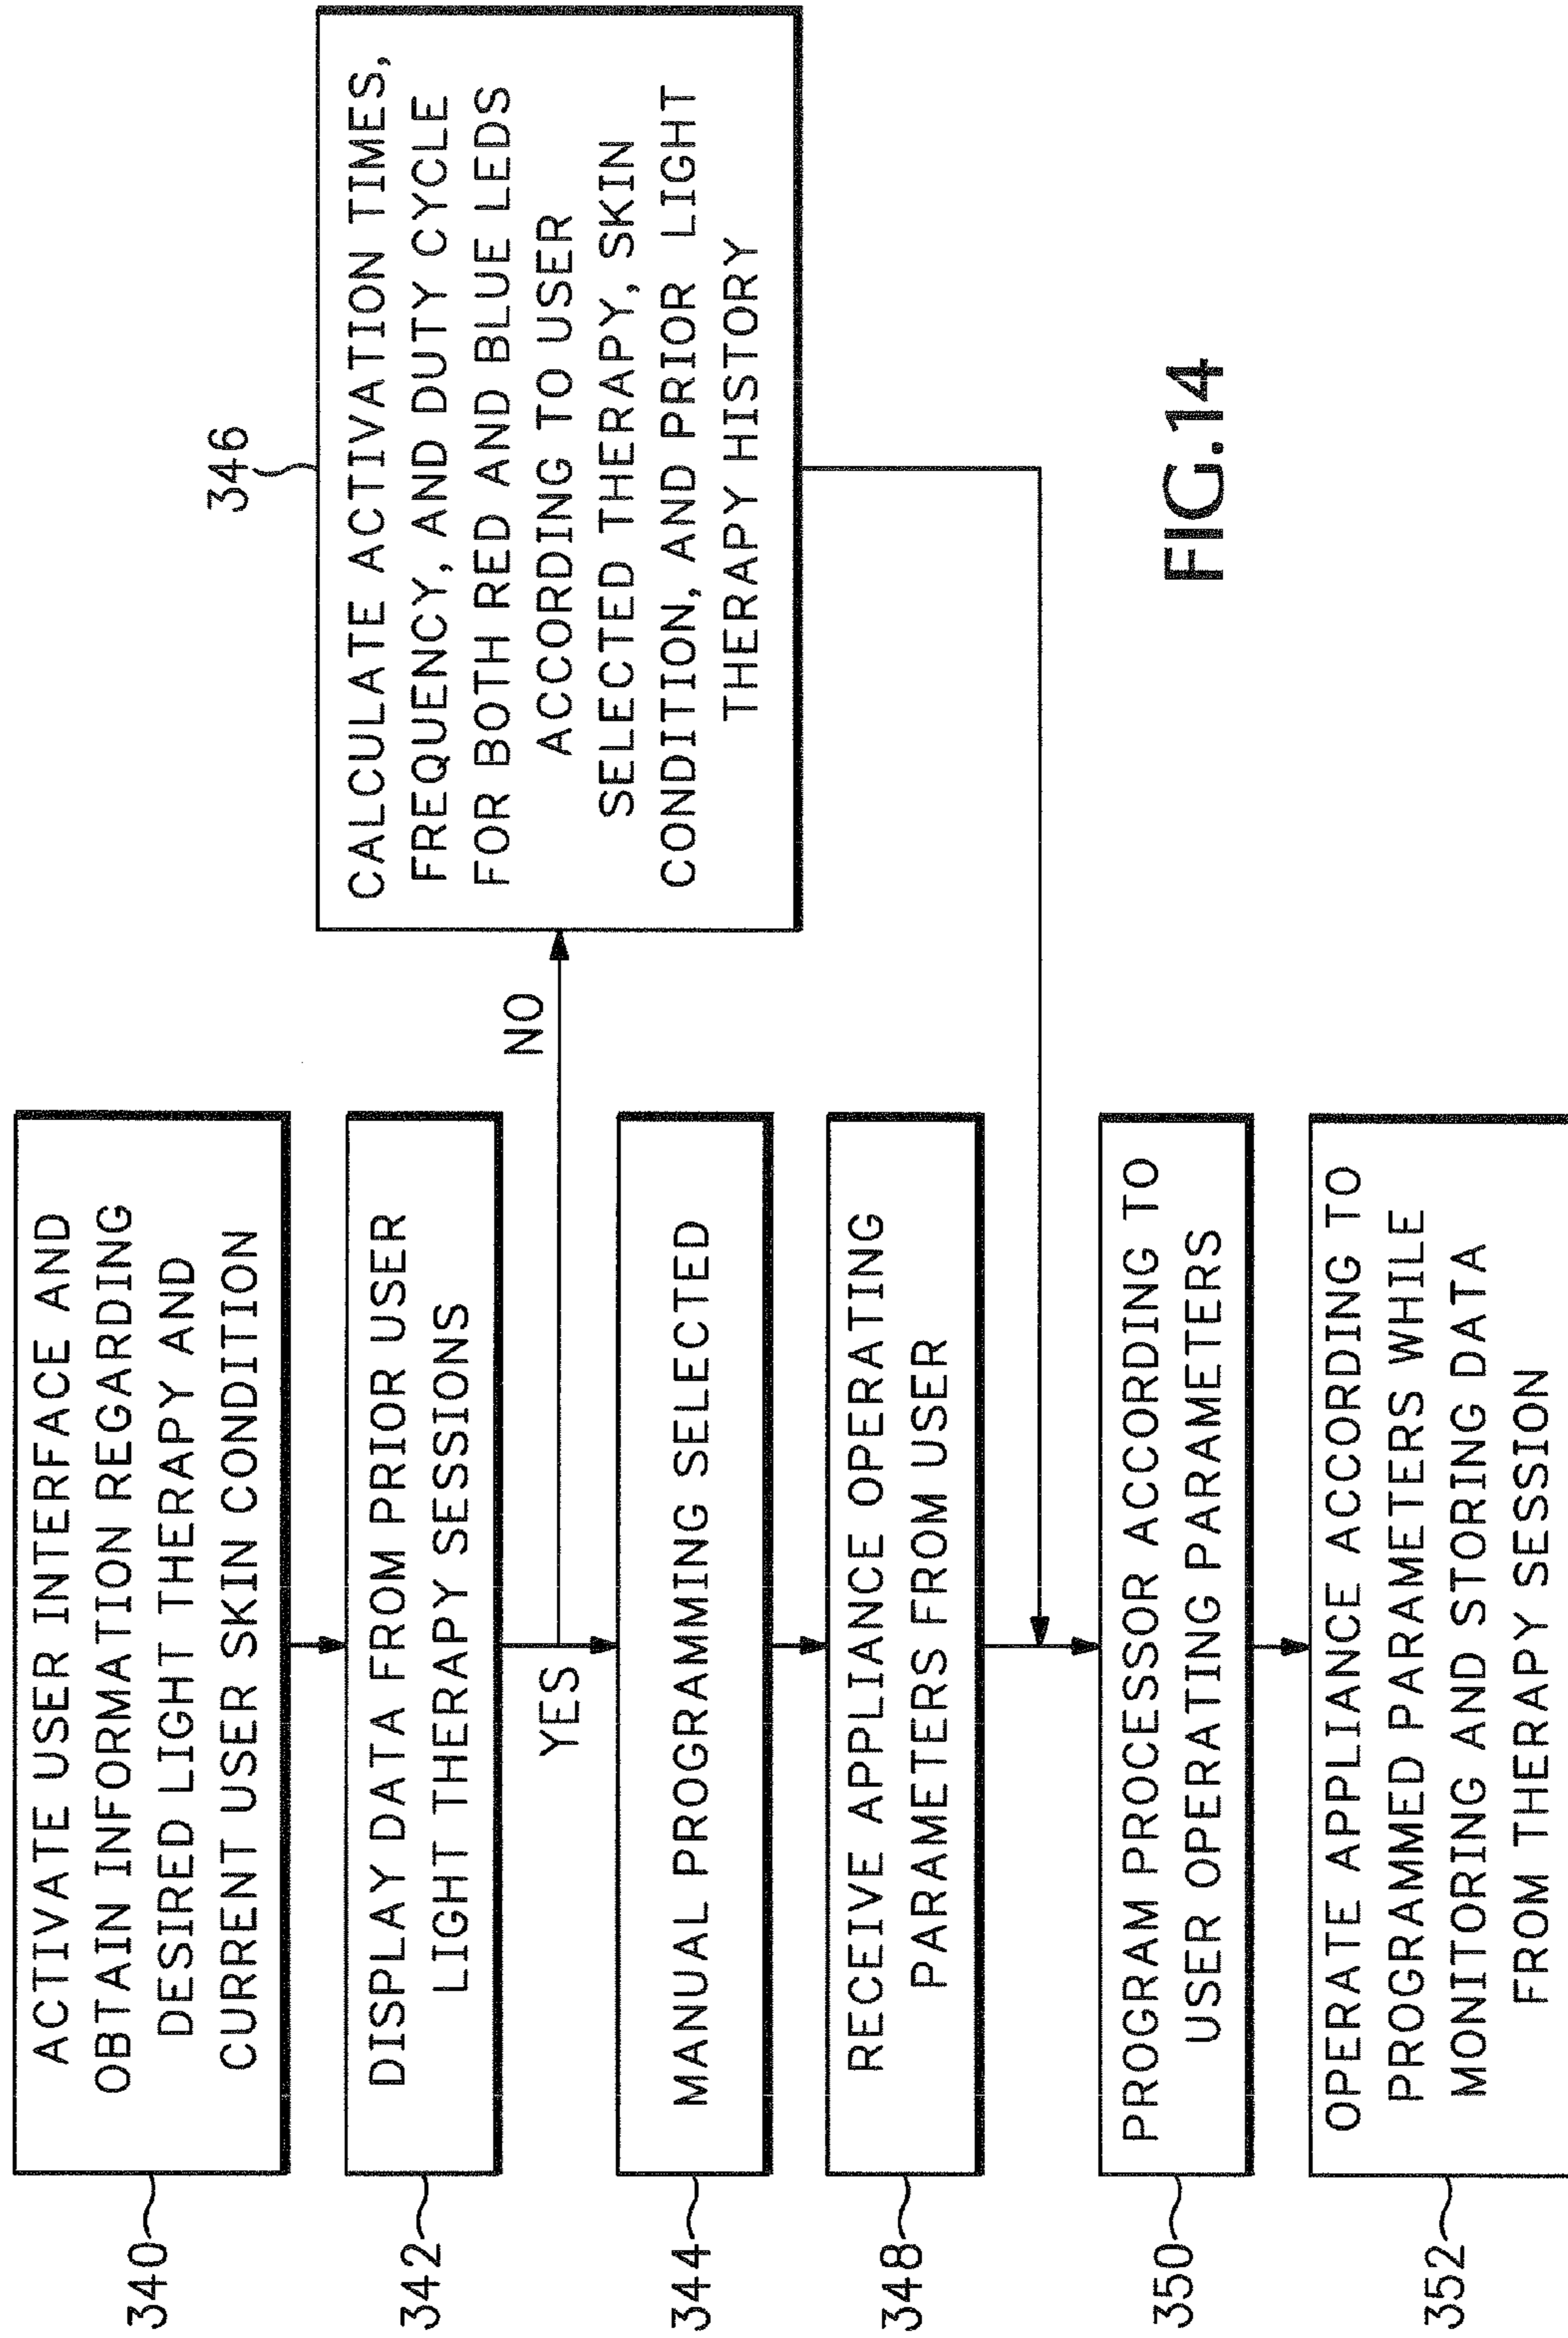 340
ACTIVATE USER INTERFACE AND
OBTAIN INFORMATION REGARDING
DESIRED LIGHT THERAPY AND
CURRENT USER SKIN CONDITION
342
DISPLAY DATA FROM PRIOR USER
LIGHT THERAPY SESSIONS
YES
NO
344
MANUAL PROGRAMMING SELECTED
346
CALCULATE ACTIVATION TIMES,
FREQUENCY, AND DUTY CYCLE
FOR BOTH RED AND BLUE LEDS
ACCORDING TO USER
SELECTED THERAPY, SKIN
CONDITION, AND PRIOR LIGHT
THERAPY HISTORY
348
RECEIVE APPLIANCE OPERATING
PARAMETERS FROM USER
350
PROGRAM PROCESSOR ACCORDING TO
USER OPERATING PARAMETERS
352
OPERATE APPLIANCE ACCORDING TO
PROGRAMMED PARAMETERS WHILE
MONITORING AND STORING DATA
FROM THERAPY SESSION
FIG.14